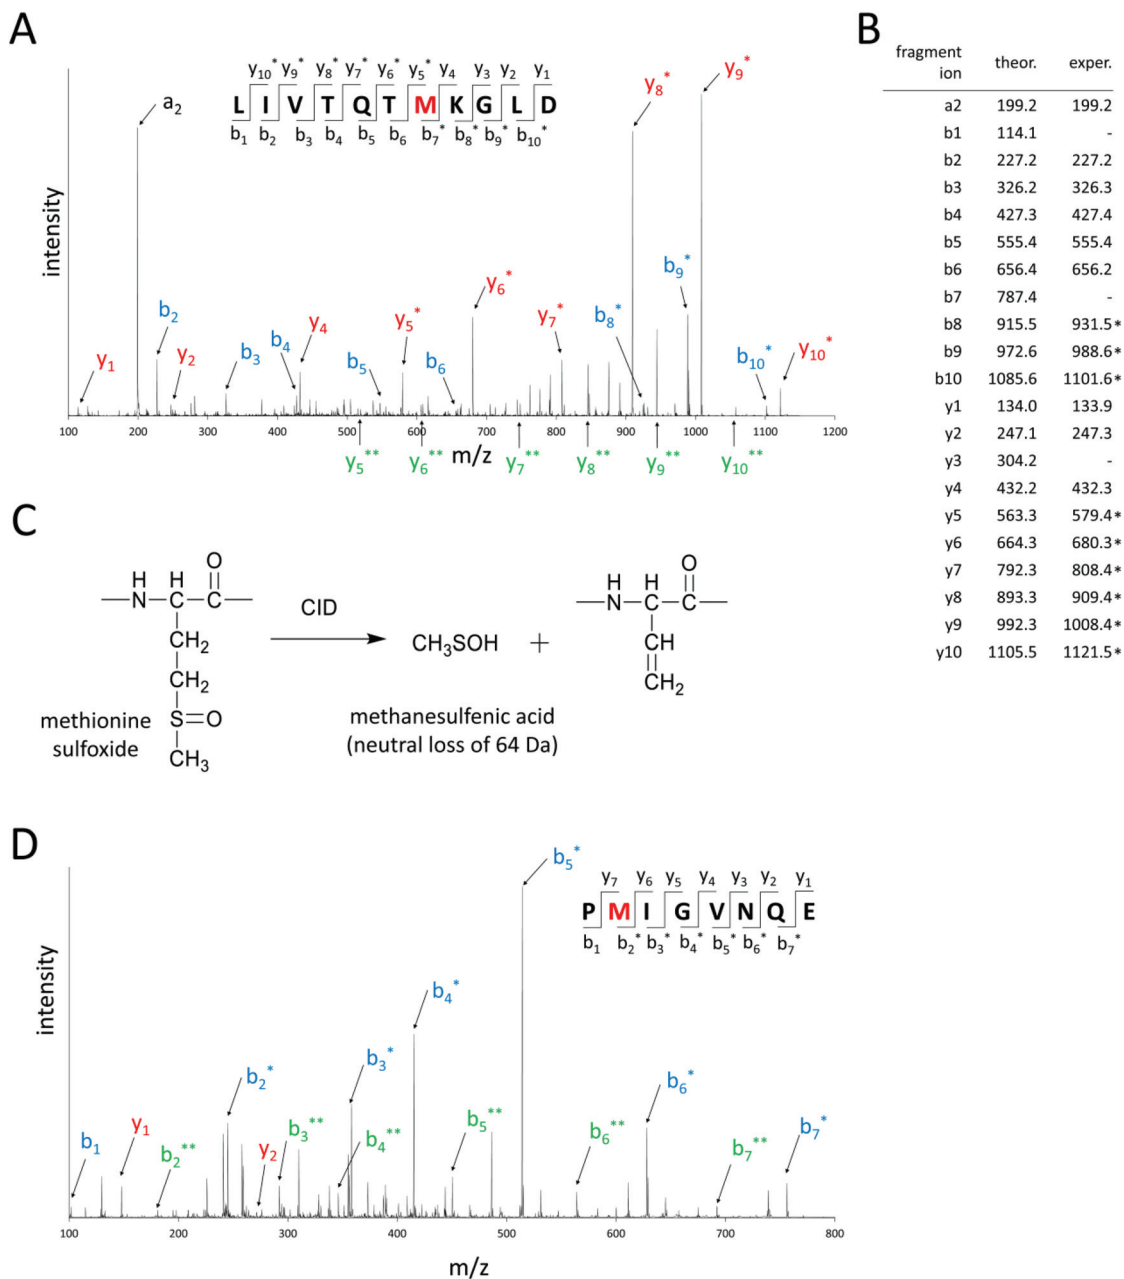 A
y10* y9* y8* y7* y6* y5* y4 y3 y2 y1
L I V T Q T M K G L D
b1 b2 b3 b4 b5 b6 b7* b8* b9* b10*
a2
y8*
y9*
intensity
y1
b2
y2
b3
b4
y4
b5
y5*
b6
y6*
y7*
b8*
b9*
b10*
y10*
100 200 300 400 500 600 700 800 900 1000 1100 1200
y5** y6** m/z y7** y8** y9** y10**
B
fragment ion theor. exper.
a2 199.2 199.2
b1 114.1 -
b2 227.2 227.2
b3 326.2 326.3
b4 427.3 427.4
b5 555.4 555.4
b6 656.4 656.2
b7 787.4 -
b8 915.5 931.5*
b9 972.6 988.6*
b10 1085.6 1101.6*
y1 134.0 133.9
y2 247.1 247.3
y3 304.2 -
y4 432.2 432.3
y5 563.3 579.4*
y6 664.3 680.3*
y7 792.3 808.4*
y8 893.3 909.4*
y9 992.3 1008.4*
y10 1105.5 1121.5*
C
H H O
N C C
CH2
CH2
S=O
CH3
methionine
sulfoxide
CID
CH3SOH +
methanesulfenic acid
(neutral loss of 64 Da)
H H O
N C C
CH
CH2
D
y7 y6 y5 y4 y3 y2 y1
P M I G V N Q E
b1 b2* b3* b4* b5* b6* b7*
intensity
b1
y1
b2**
b2*
y2
b3**
b3*
b4**
b4*
b5**
b5*
b6**
b6*
b7**
b7*
100 200 300 400 500 600 700 800
m/z